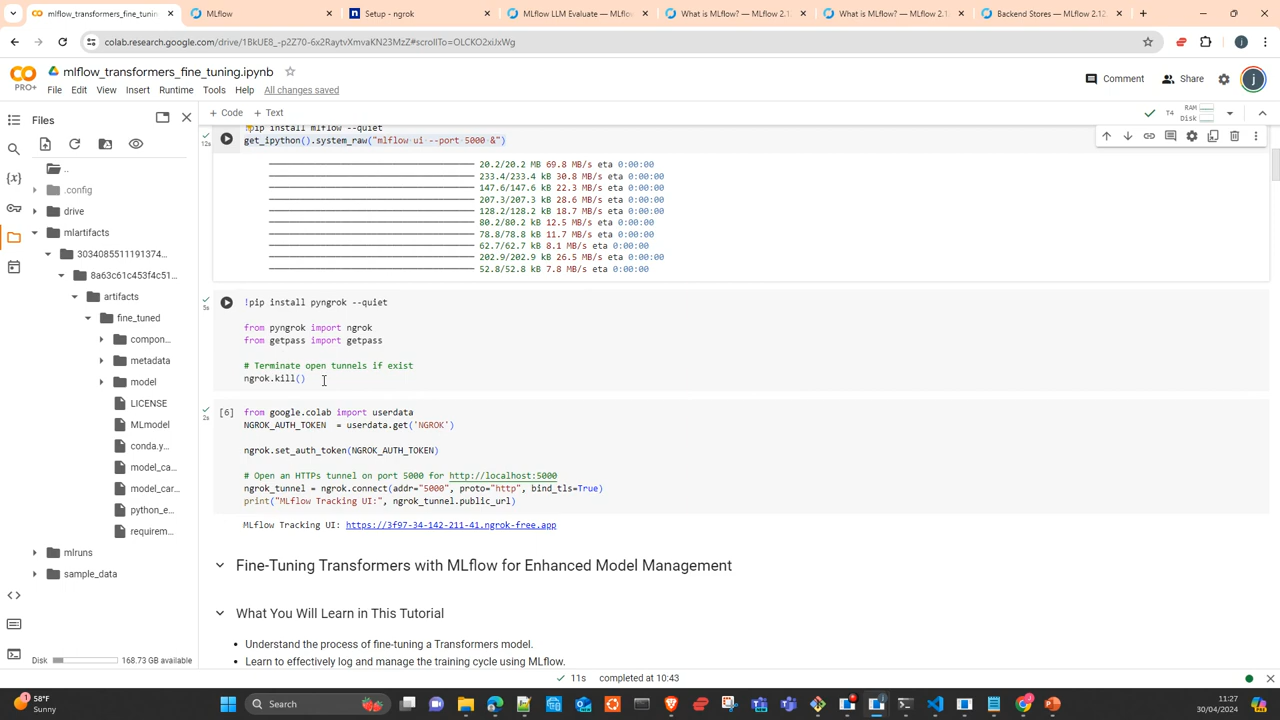 mlflow_transformers_fine_tuning
MLflow
Setup - ngrok
MLflow LLM Evaluate — MLflow
What is MLflow? — MLflow 2.1
What is MLflow? — MLflow 2.1
Backend Stores — MLflow 2.12.
colab.research.google.com/drive/1BkUE8_-p2Z70-6x2RaytvXmvaKN23MzZ#scrollTo=OLCKO2xiJxWg
mlflow_transformers_fine_tuning.ipynb
PRO+
File Edit View Insert Runtime Tools Help All changes saved
Comment Share j
Files
+ Code + Text
T4 RAM Disk
!pip install mlflow --quiet
12s
get_ipython().system_raw("mlflow ui --port 5000 &")
20.2/20.2 MB 69.8 MB/s eta 0:00:00
233.4/233.4 kB 30.8 MB/s eta 0:00:00
147.6/147.6 kB 22.3 MB/s eta 0:00:00
207.3/207.3 kB 28.6 MB/s eta 0:00:00
128.2/128.2 kB 18.7 MB/s eta 0:00:00
80.2/80.2 kB 12.5 MB/s eta 0:00:00
78.8/78.8 kB 11.7 MB/s eta 0:00:00
62.7/62.7 kB 8.1 MB/s eta 0:00:00
202.9/202.9 kB 26.5 MB/s eta 0:00:00
52.8/52.8 kB 7.8 MB/s eta 0:00:00
..
.config
drive
mlartifacts
3034085511191374...
8a63c61c453f4c51...
artifacts
fine_tuned
compon...
metadata
model
LICENSE
MLmodel
conda.y...
model_ca...
model_car...
python_e...
requirem...
mlruns
sample_data
Disk 168.73 GB available
5s
!pip install pyngrok --quiet
from pyngrok import ngrok
from getpass import getpass
# Terminate open tunnels if exist
ngrok.kill()
[6]
2s
from google.colab import userdata
NGROK_AUTH_TOKEN = userdata.get('NGROK')
ngrok.set_auth_token(NGROK_AUTH_TOKEN)
# Open an HTTPs tunnel on port 5000 for http://localhost:5000
ngrok_tunnel = ngrok.connect(addr="5000", proto="http", bind_tls=True)
print("MLflow Tracking UI:", ngrok_tunnel.public_url)
MLflow Tracking UI: https://3f97-34-142-211-41.ngrok-free.app
Fine-Tuning Transformers with MLflow for Enhanced Model Management
What You Will Learn in This Tutorial
• Understand the process of fine-tuning a Transformers model.
• Learn to effectively log and manage the training cycle using MLflow.
11s completed at 10:43
58°F
Sunny
Search
11:27
30/04/2024